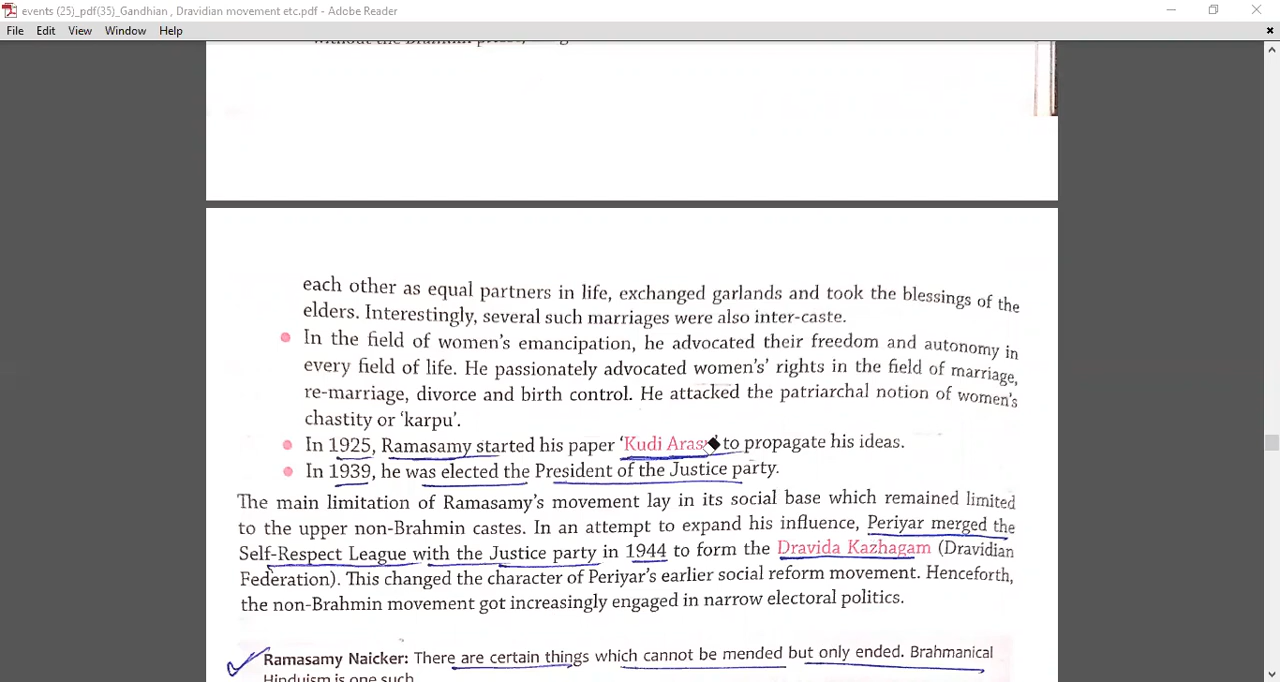 events (25)_pdf(35)_Gandhian , Dravidian movement etc.pdf - Adobe Reader
File Edit View Window Help
each other as equal partners in life, exchanged garlands and took the blessings of the
elders. Interestingly, several such marriages were also inter-caste.
In the field of women's emancipation, he advocated their freedom and autonomy in
every field of life. He passionately advocated women's' rights in the field of marriage,
re-marriage, divorce and birth control. He attacked the patriarchal notion of women's
chastity or 'karpu'.
In 1925, Ramasamy started his paper 'Kudi Aras' to propagate his ideas.
In 1939, he was elected the President of the Justice party.
The main limitation of Ramasamy's movement lay in its social base which remained limited
to the upper non-Brahmin castes. In an attempt to expand his influence, Periyar merged the
Self-Respect League with the Justice party in 1944 to form the Dravida Kazhagam (Dravidian
Federation). This changed the character of Periyar's earlier social reform movement. Henceforth,
the non-Brahmin movement got increasingly engaged in narrow electoral politics.
Ramasamy Naicker: There are certain things which cannot be mended but only ended. Brahmanical
Hinduism is one such